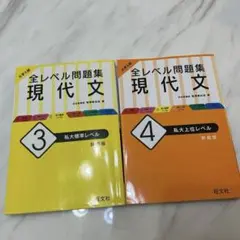 大学入試
全レベル問題集
現代文
3
私大標準レベル
新装版
旺文社
大学入試
全レベル問題集
現代文
4
私大上位レベル
新装版
旺文社